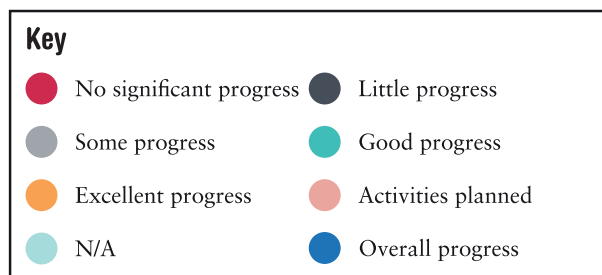 Key
No significant progress
Little progress
Some progress
Good progress
Excellent progress
Activities planned
N/A
Overall progress